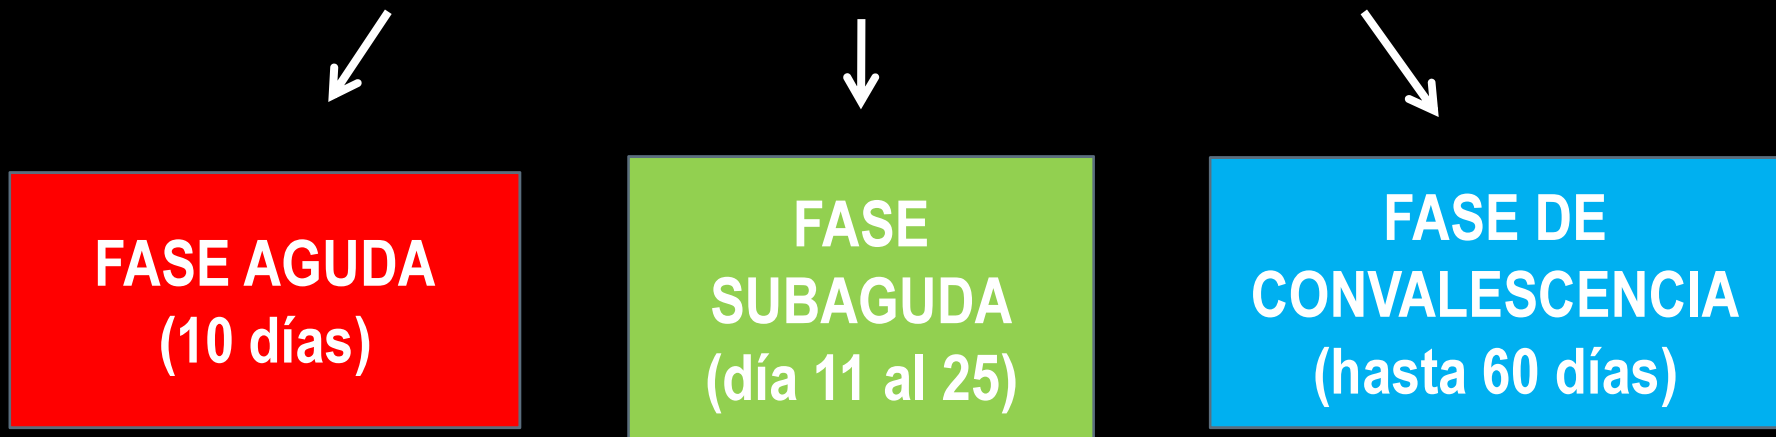 FASE AGUDA
(10 días)
FASE
SUBAGUDA
(día 11 al 25)
FASE DE
CONVALESCENCIA
(hasta 60 días)